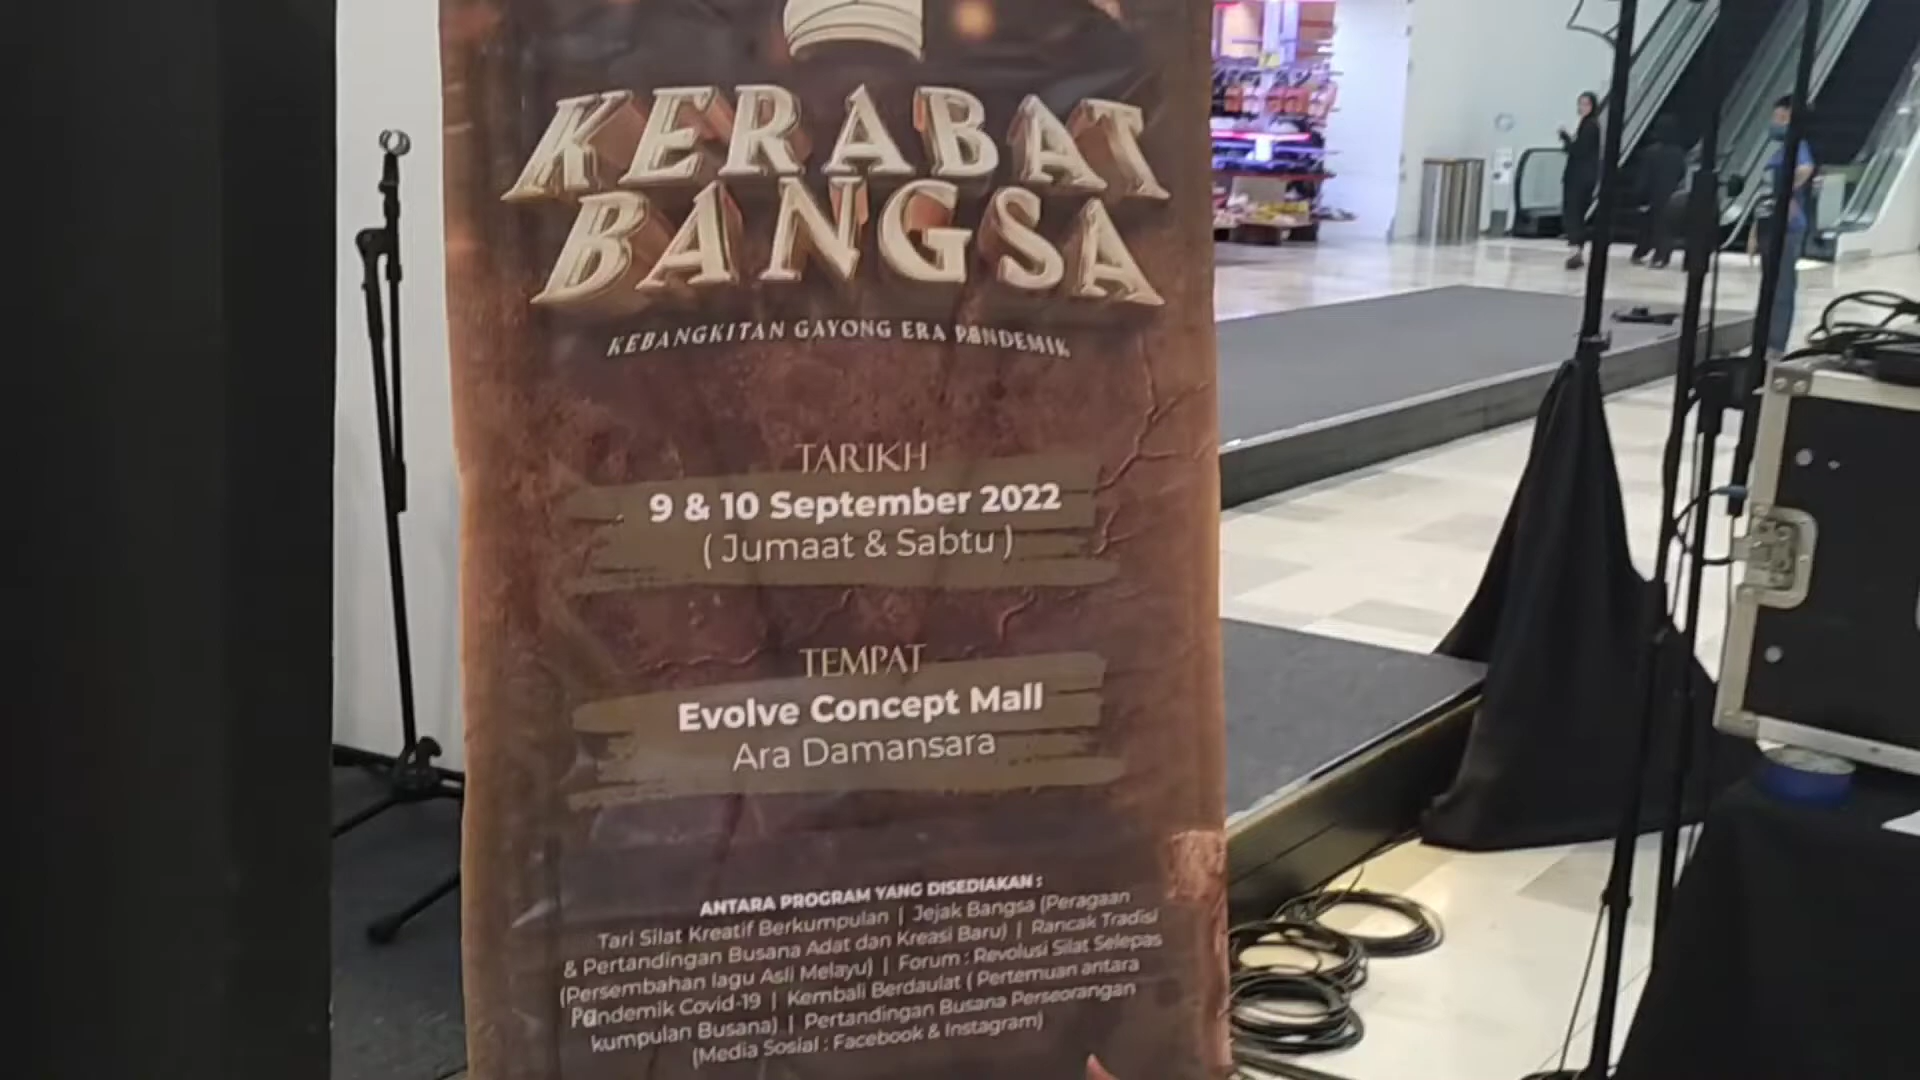 KERABAT
BANGSA
KEBANGKITAN GAYONG ERA PANDEMIK
TARIKH
9 & 10 September 2022
( Jumaat & Sabtu )
TEMPAT
Evolve Concept Mall
Ara Damansara
ANTARA PROGRAM YANG DISEDIAKAN :
Tari Silat Kreatif Berkumpulan | Jejak Bangsa (Peragaan
& Pertandingan Busana Adat dan Kreasi Baru) | Rancak Tradisi
(Persembahan lagu Asli Melayu) | Forum : Revolusi Silat Selepas
Pandemik Covid-19 | Kembali Berdaulat ( Pertemuan antara
kumpulan Busana) | Pertandingan Busana Perseorangan
(Media Sosial : Facebook & Instagram)